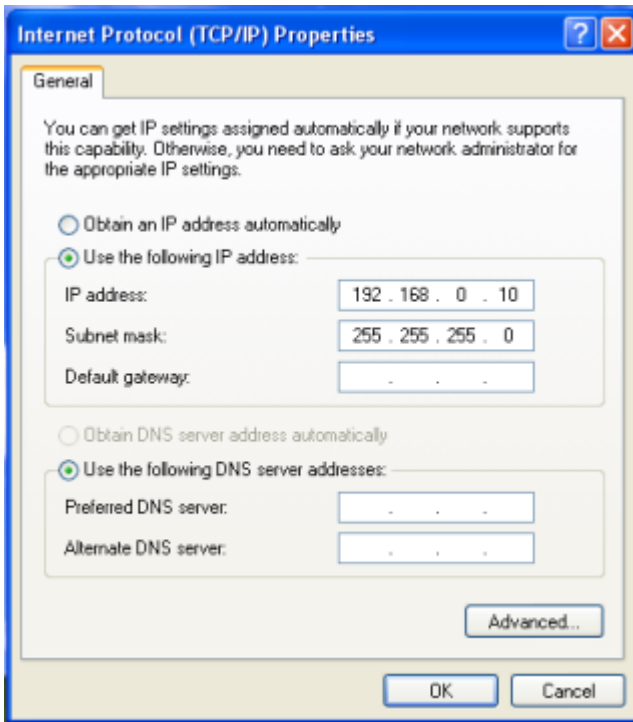 Internet Protocol (TCP/IP) Properties
General
You can get IP settings assigned automatically if your network supports
this capability. Otherwise, you need to ask your network administrator for
the appropriate IP settings.
Obtain an IP address automatically
Use the following IP address:
IP address: 192 . 168 . 0 . 10
Subnet mask: 255 . 255 . 255 . 0
Default gateway: . . .
Obtain DNS server address automatically
Use the following DNS server addresses:
Preferred DNS server: . . .
Alternate DNS server: . . .
Advanced...
OK Cancel